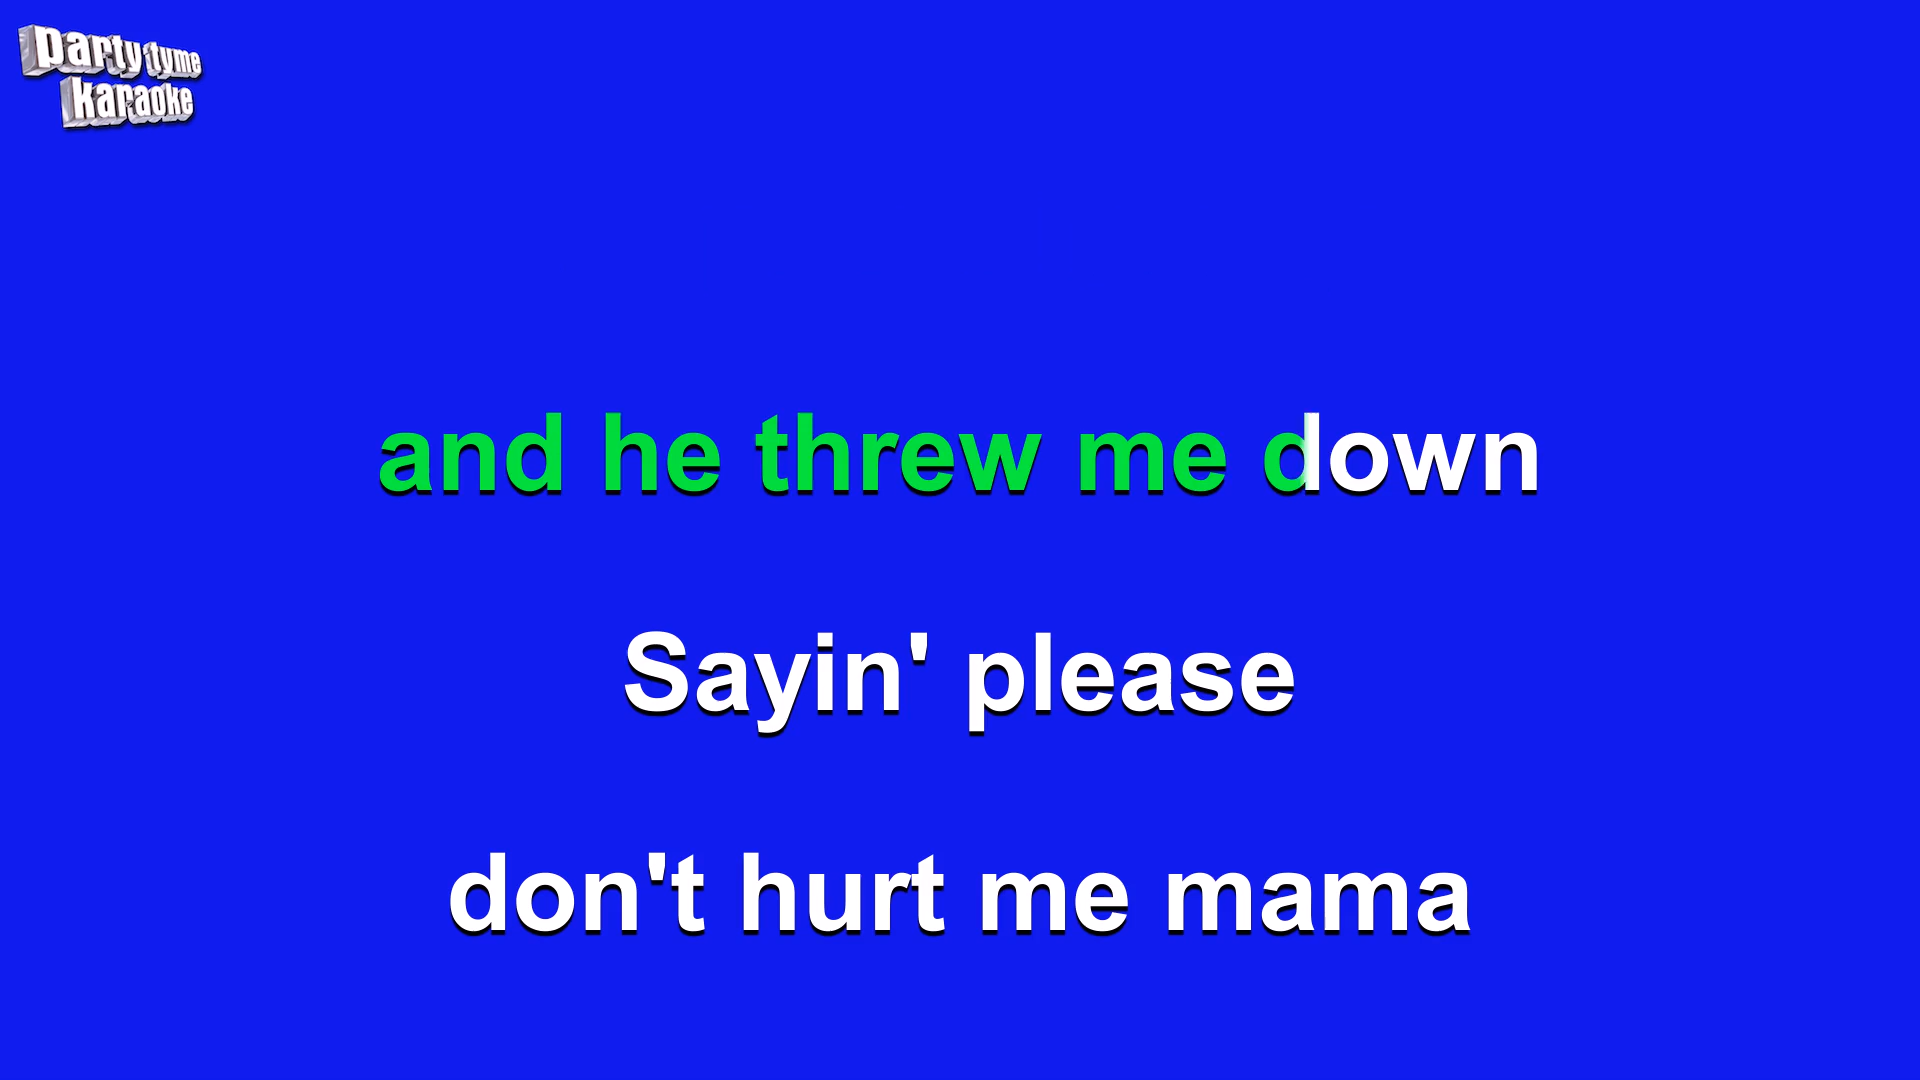 party tyme
karaoke
and he threw me down
Sayin' please
don't hurt me mama